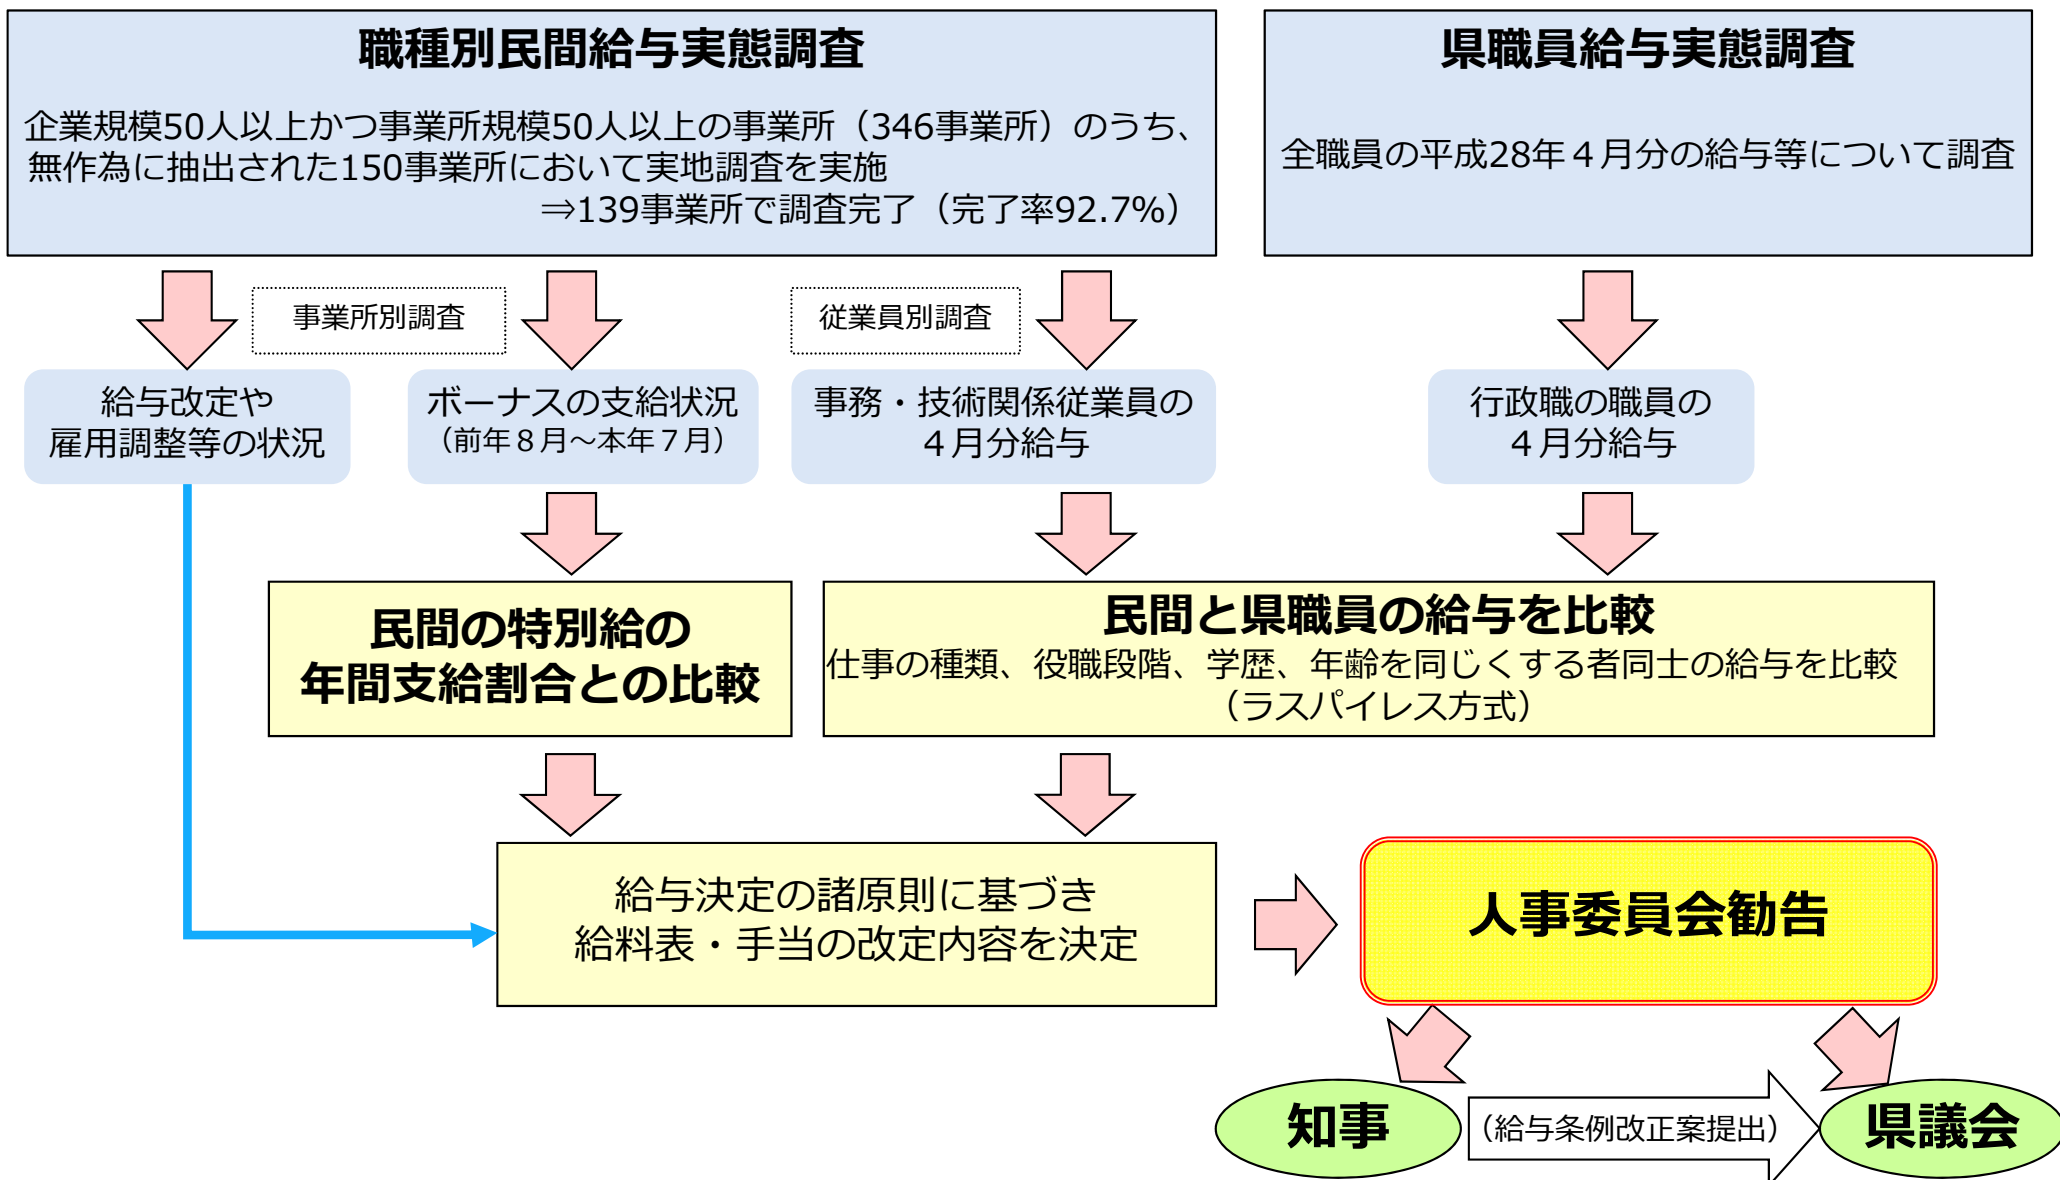 職種別民間給与実態調査
企業規模50人以上かつ事業所規模50人以上の事業所（346事業所）のうち、
無作為に抽出された150事業所において実地調査を実施
⇒139事業所で調査完了（完了率92.7%）
県職員給与実態調査
全職員の平成28年４月分の給与等について調査
事業所別調査
従業員別調査
給与改定や
雇用調整等の状況
ボーナスの支給状況
（前年８月～本年７月）
事務・技術関係従業員の
４月分給与
行政職の職員の
４月分給与
民間の特別給の
年間支給割合との比較
民間と県職員の給与を比較
仕事の種類、役職段階、学歴、年齢を同じくする者同士の給与を比較
（ラスパイレス方式）
給与決定の諸原則に基づき
給料表・手当の改定内容を決定
人事委員会勧告
知事
（給与条例改正案提出）
県議会